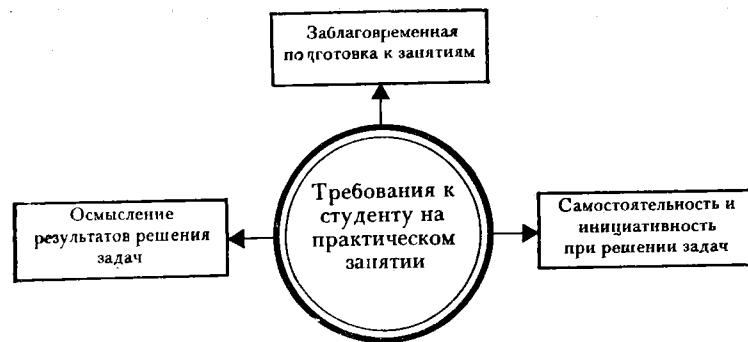 Заблаговременная
подготовка к занятиям
Требования к
студенту на
практическом
занятии
Осмысление
результатов решения
задач
Самостоятельность и
инициативность
при решении задач